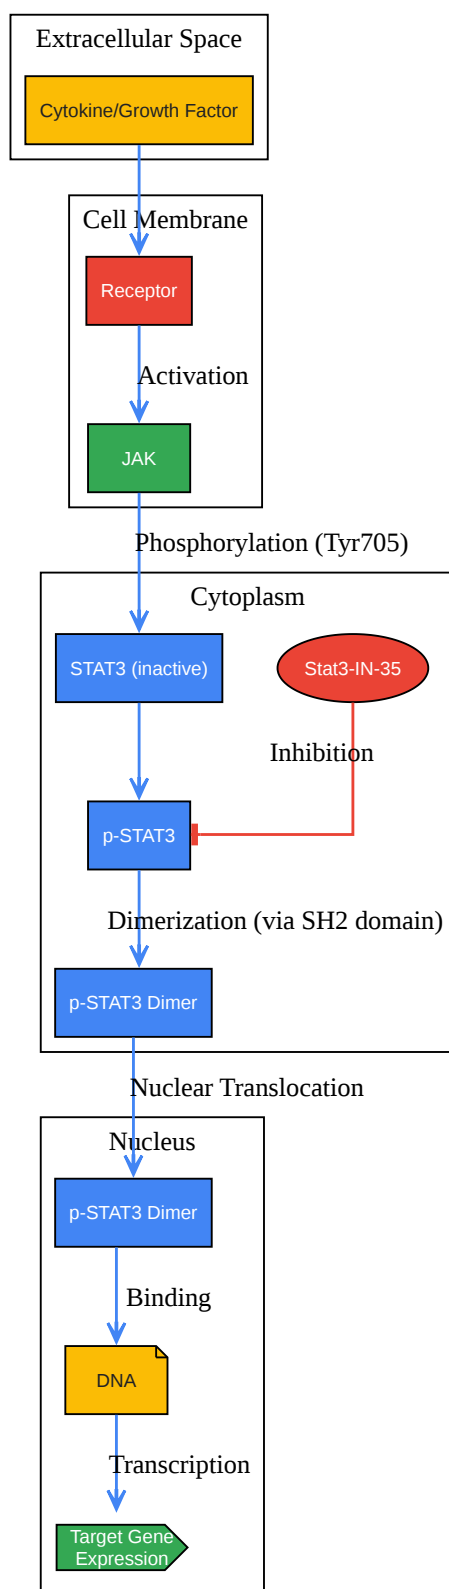 Extracellular Space
Cytokine/Growth Factor
Cell Membrane
Receptor
Activation
JAK
Phosphorylation (Tyr705)
Cytoplasm
STAT3 (inactive)
Stat3-IN-35
Inhibition
p-STAT3
Dimerization (via SH2 domain)
p-STAT3 Dimer
Nuclear Translocation
Nucleus
p-STAT3 Dimer
Binding
DNA
Transcription
Target Gene
Expression